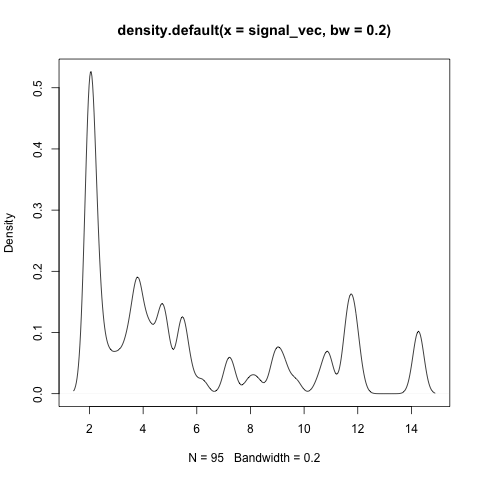 density.default(x = signal_vec, bw = 0.2)
Density
0.5
0.4
0.3
0.2
0.1
0.0
2 4 6 8 10 12 14
N = 95 Bandwidth = 0.2